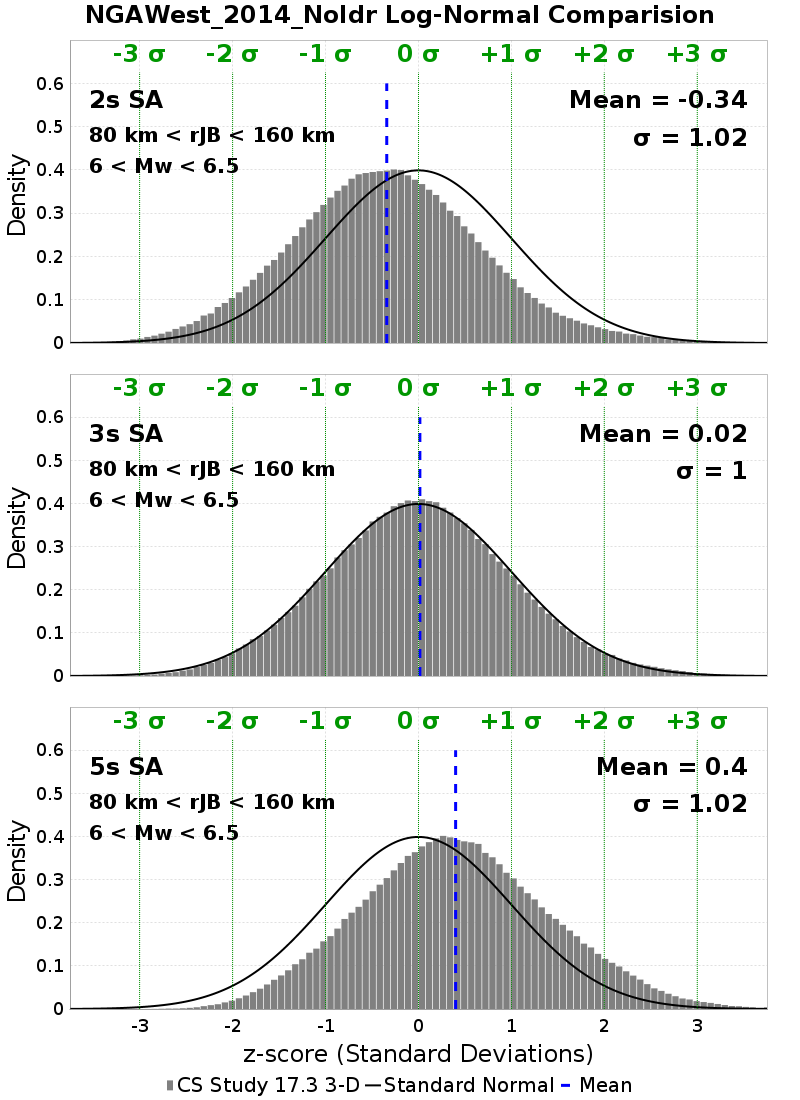 NGAWest_2014_NoIdr Log-Normal Comparision
-3 σ -2 σ -1 σ 0 σ +1 σ +2 σ +3 σ
0.6
2s SA Mean = -0.34
0.5
80 km < rJB < 160 km σ = 1.02
6 < Mw < 6.5
0.4
0.3
0.2
0.1
0
Density
-3 σ -2 σ -1 σ 0 σ +1 σ +2 σ +3 σ
0.6
3s SA Mean = 0.02
0.5
80 km < rJB < 160 km σ = 1
6 < Mw < 6.5
0.4
0.3
0.2
0.1
0
Density
-3 σ -2 σ -1 σ 0 σ +1 σ +2 σ +3 σ
0.6
5s SA Mean = 0.4
0.5
80 km < rJB < 160 km σ = 1.02
6 < Mw < 6.5
0.4
0.3
0.2
0.1
0
Density
-3 -2 -1 0 1 2 3
z-score (Standard Deviations)
CS Study 17.3 3-D Standard Normal Mean